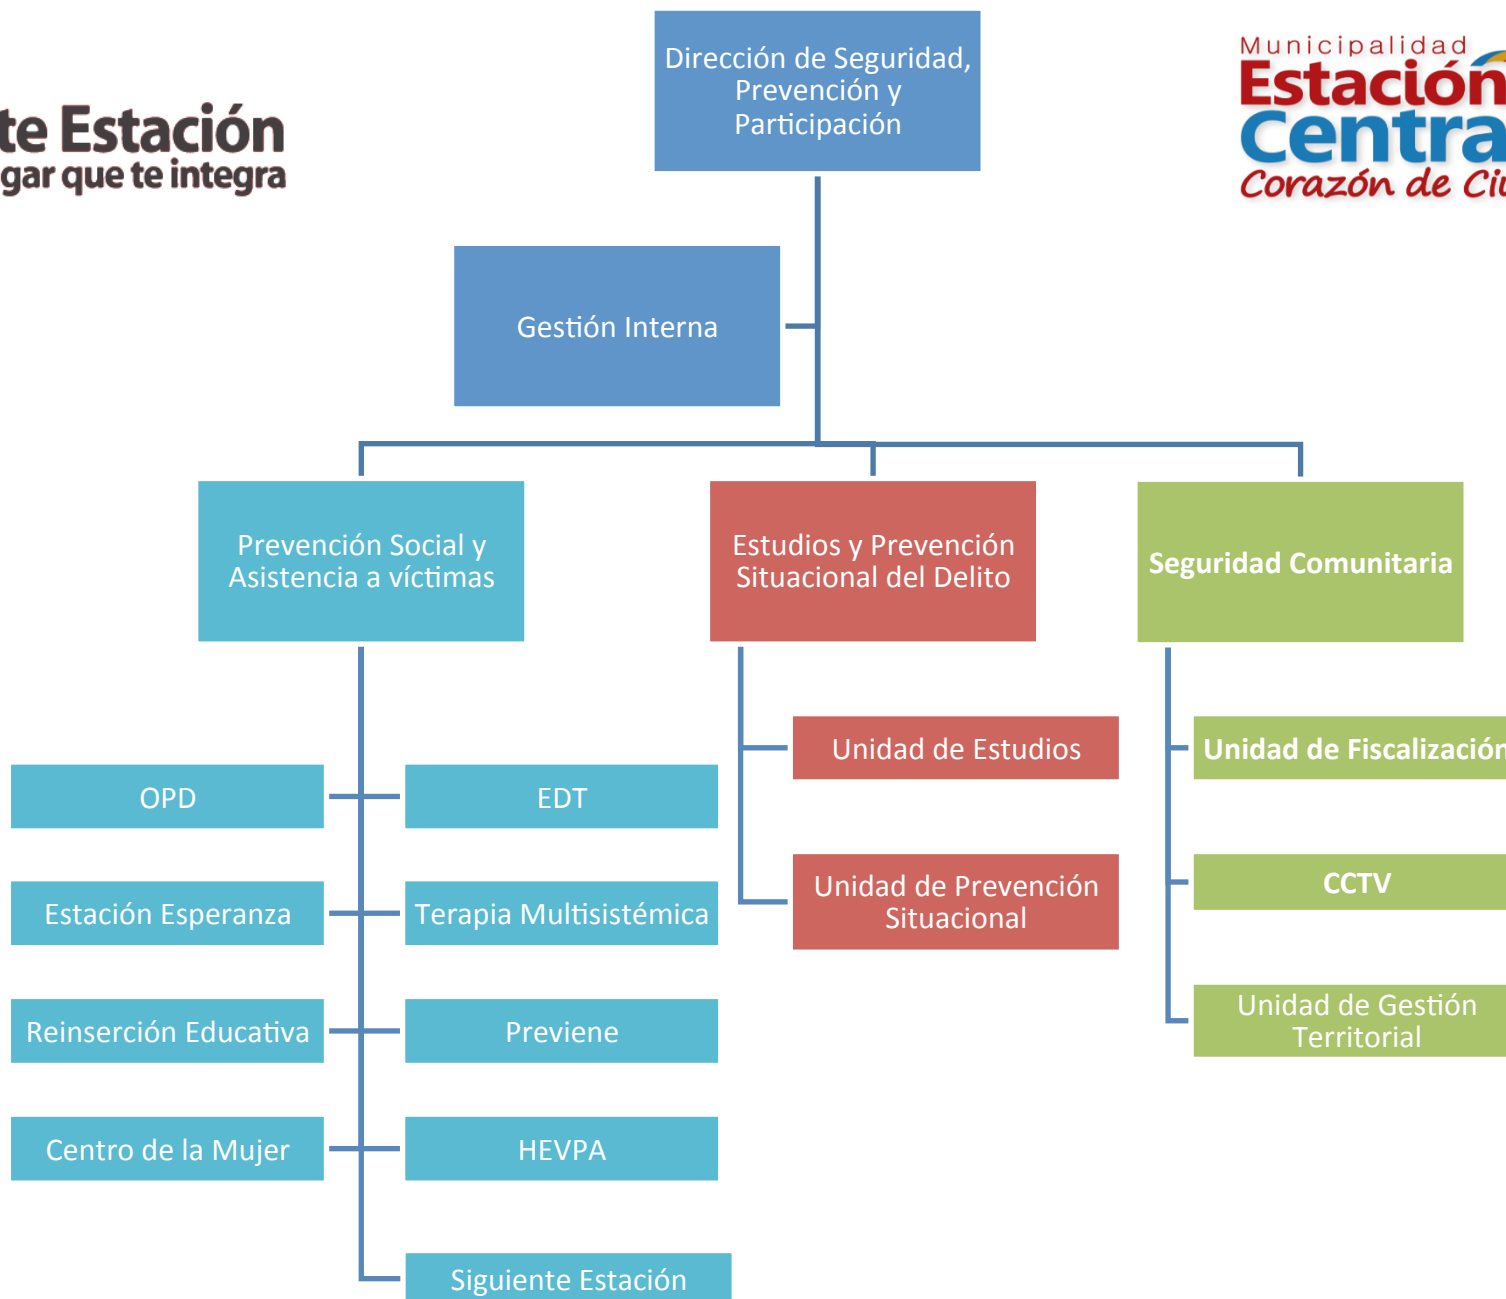 Dirección de Seguridad,
Prevención y
Participación
te Estación
gar que te integra
Municipalidad
Estación
Centra
Corazón de
Gestión Interna
Prevención Social y
Asistencia a víctimas
Estudios y Prevención
Situacional del Delito
Seguridad Comunitaria
OPD
EDT
Estación Esperanza
Terapia Multisistémica
Reinserción Educativa
Previene
Centro de la Mujer
HEVPA
Siguiente Estación
Unidad de Estudios
Unidad de Prevención
Situacional
Unidad de Fiscalización
CCTV
Unidad de Gestión
Territorial